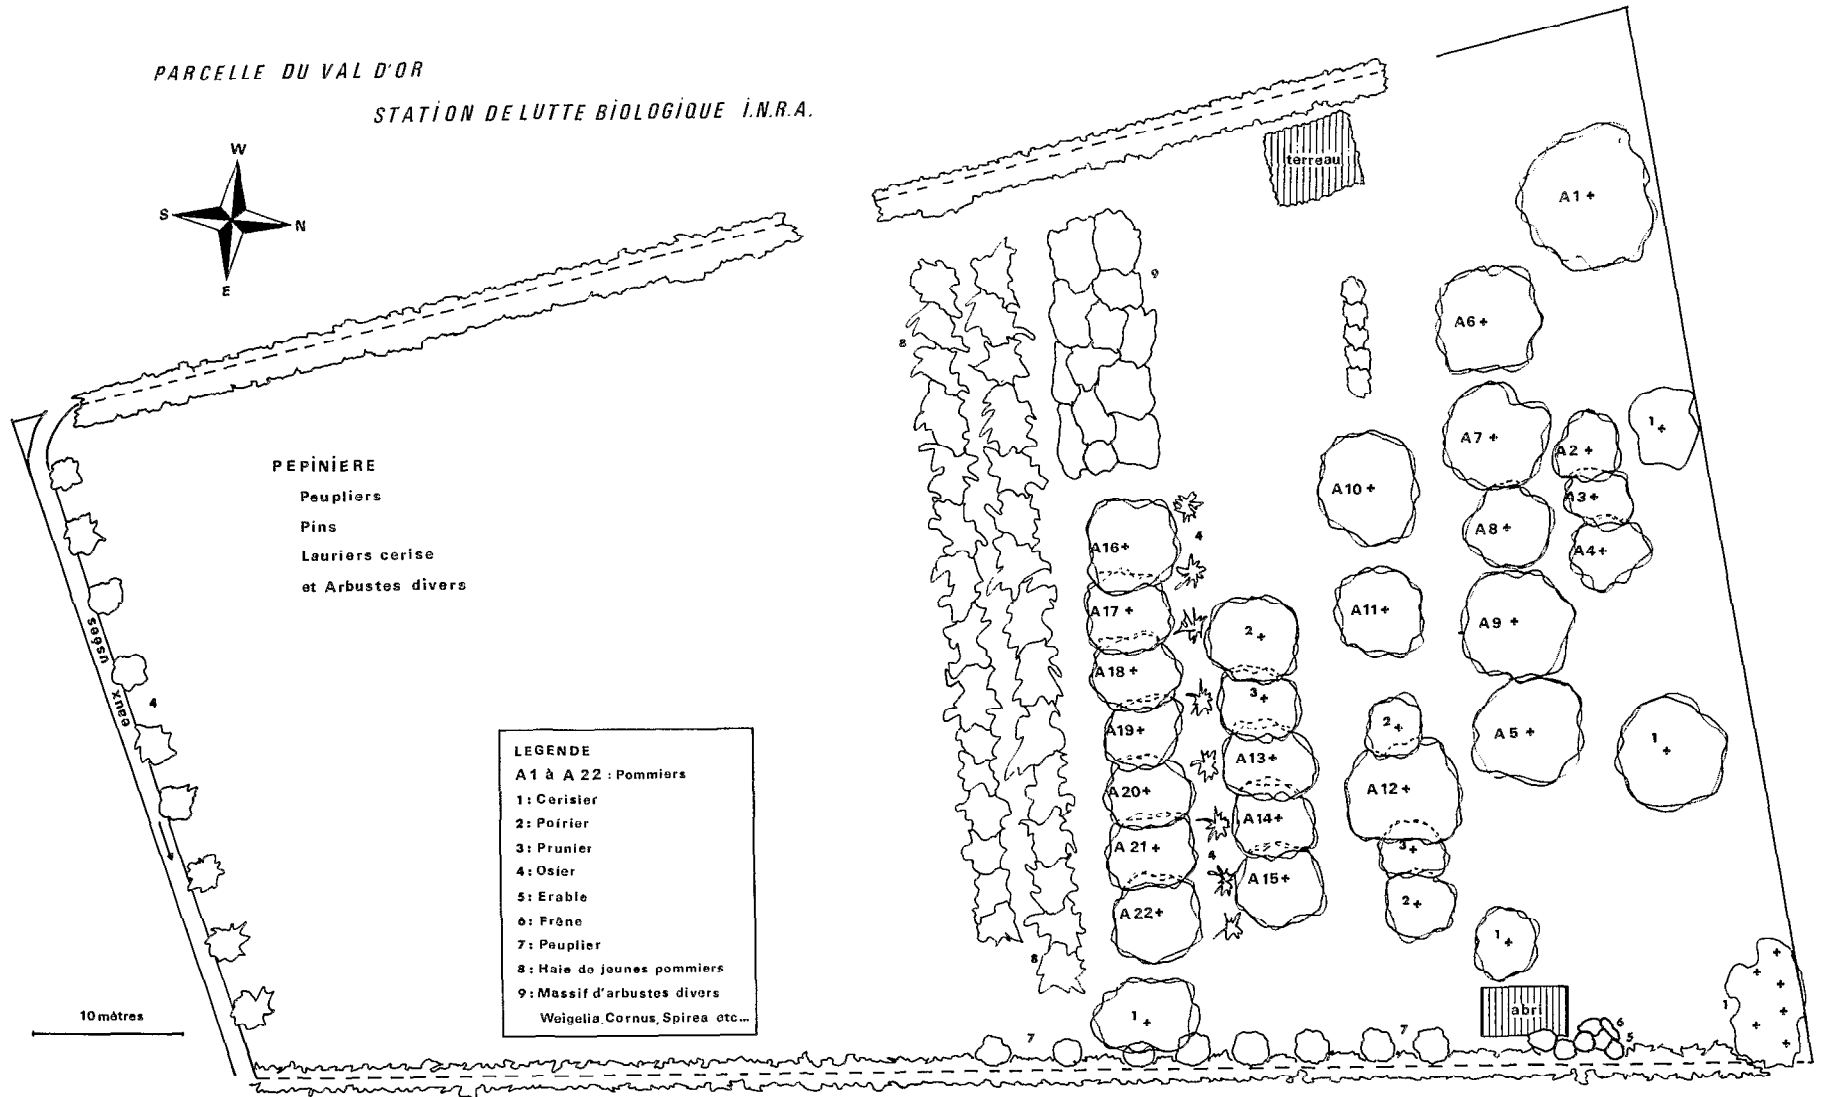 PARCELLE DU VAL D'OR
STATION DE LUTTE BIOLOGIQUE I.N.R.A.
W
S
N
E
terreau
A1+
9
8
A6+
1+
A7+
A2+
A10+
A3+
4
A8+
A16+
A4+
PEPINIERE
Peupliers
Pins
Lauriers cerise
et Arbustes divers
A17+
A11+
A9+
2+
A18+
3+
eaux usées
4
2+
A19+
A5+
1+
A13+
A20+
A12+
A14+
A21+
4
3+
A15+
A22+
2+
1+
8
LEGENDE
A1 à A22 : Pommiers
1 : Cerisier
2 : Poirier
3 : Prunier
4 : Osier
5 : Erable
6 : Frêne
7 : Peuplier
8 : Haie de jeunes pommiers
9 : Massif d'arbustes divers
Weigelia, Cornus, Spirea etc...
10 mètres
1+
7
7
abri
6
5
1